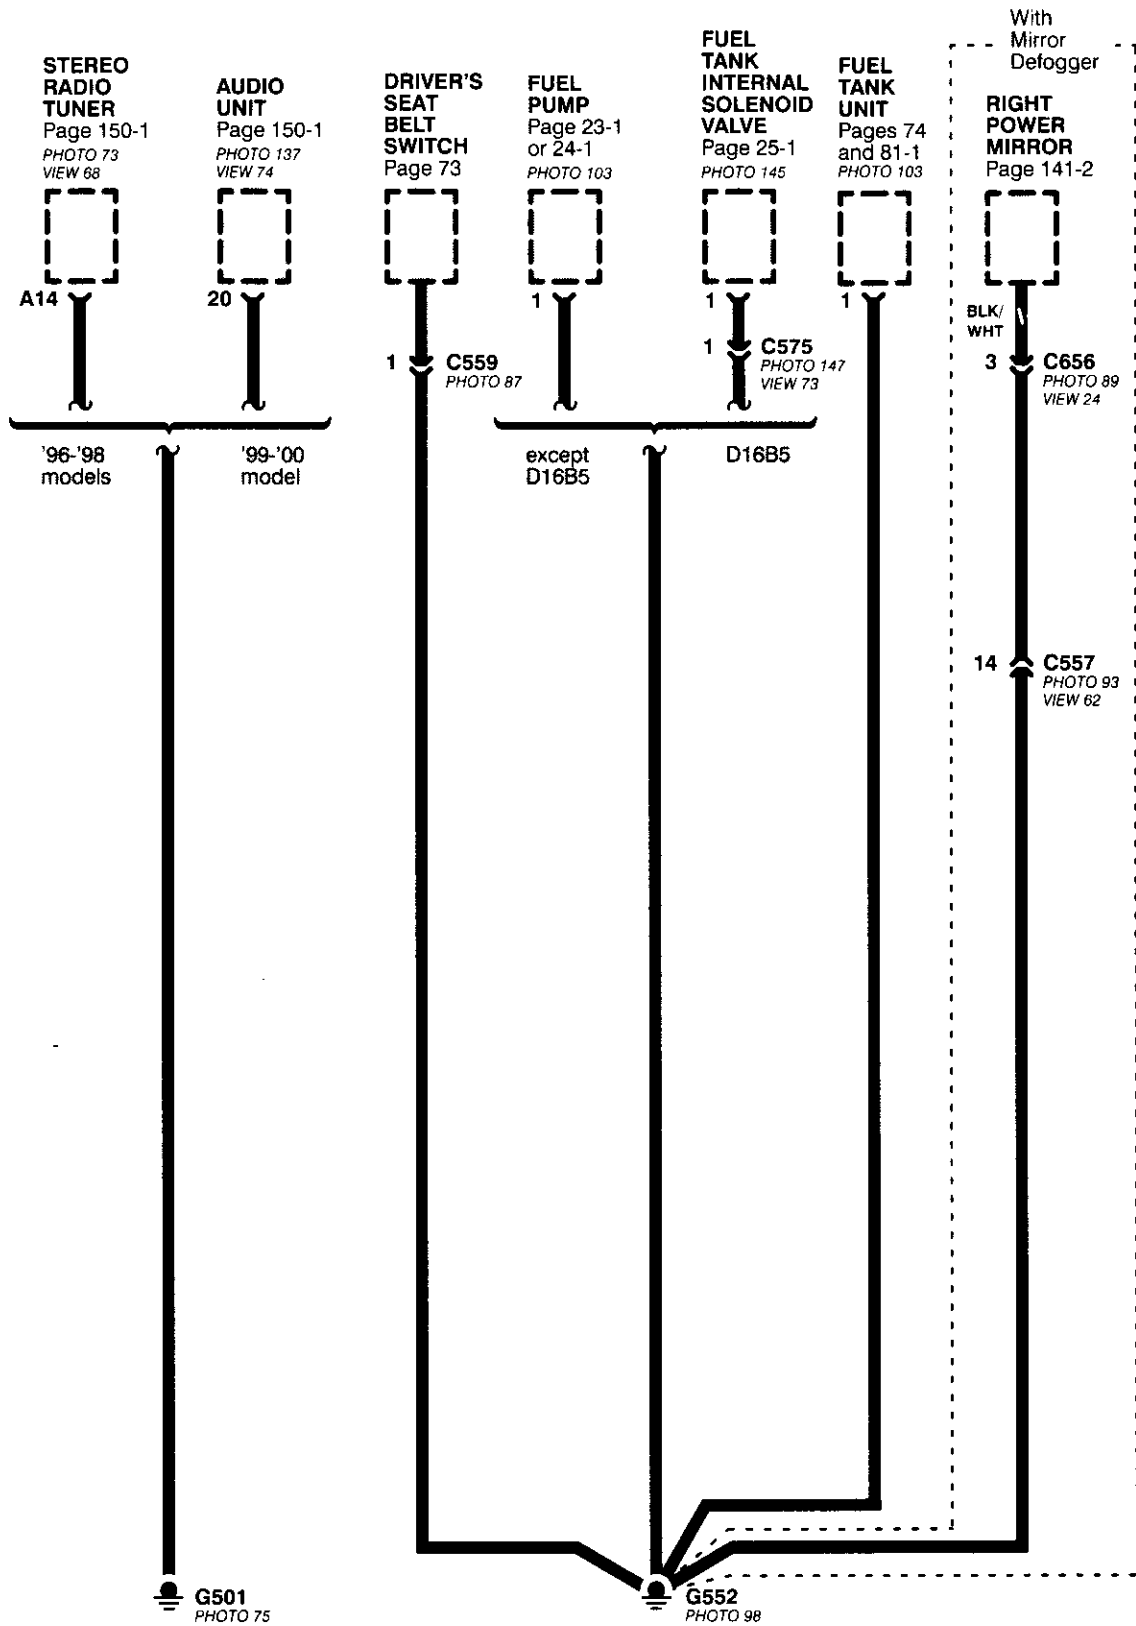 STEREO
RADIO
TUNER
Page 150-1
PHOTO 73
VIEW 68
AUDIO
UNIT
Page 150-1
PHOTO 137
VIEW 74
DRIVER'S
SEAT
BELT
SWITCH
Page 73
FUEL
PUMP
Page 23-1
or 24-1
PHOTO 103
FUEL
TANK
INTERNAL
SOLENOID
VALVE
Page 25-1
PHOTO 145
FUEL
TANK
UNIT
Pages 74
and 81-1
PHOTO 103
With
Mirror
Defogger
RIGHT
POWER
MIRROR
Page 141-2
A14
20
1
1
1
BLK/
WHT
1
C559
PHOTO 87
1
C575
PHOTO 147
VIEW 73
3
C656
PHOTO 89
VIEW 24
'96-'98
models
'99-'00
model
except
D16B5
D16B5
14
C557
PHOTO 93
VIEW 62
G501
PHOTO 75
G552
PHOTO 98